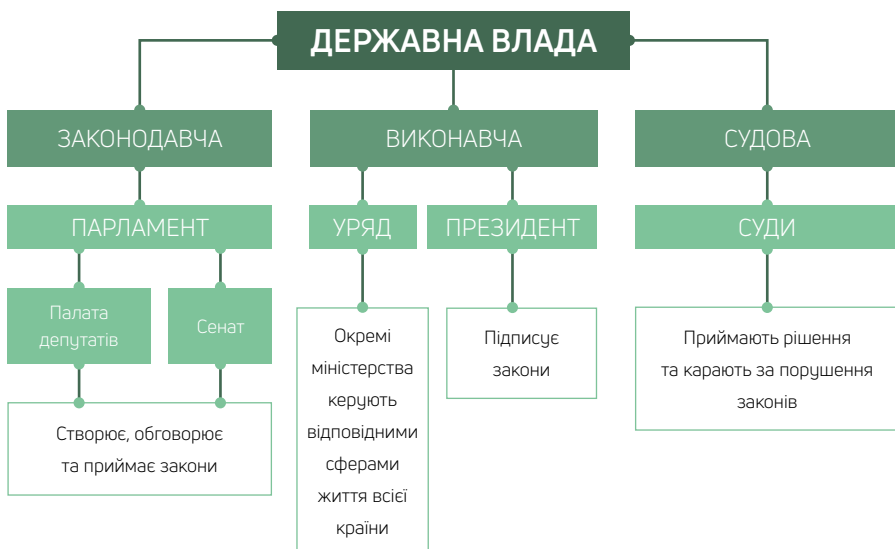 ДЕРЖАВНА ВЛАДА
ЗАКОНОДАВЧА
ВИКОНАВЧА
СУДОВА
ПАРЛАМЕНТ
УРЯД
ПРЕЗИДЕНТ
СУДИ
Палата
депутатів
Сенат
Створює, обговорює
та приймає закони
Окремі
міністерства
керують
відповідними
сферами
життя всієї
країни
Підписує
закони
Приймають рішення
та карають за порушення
законів